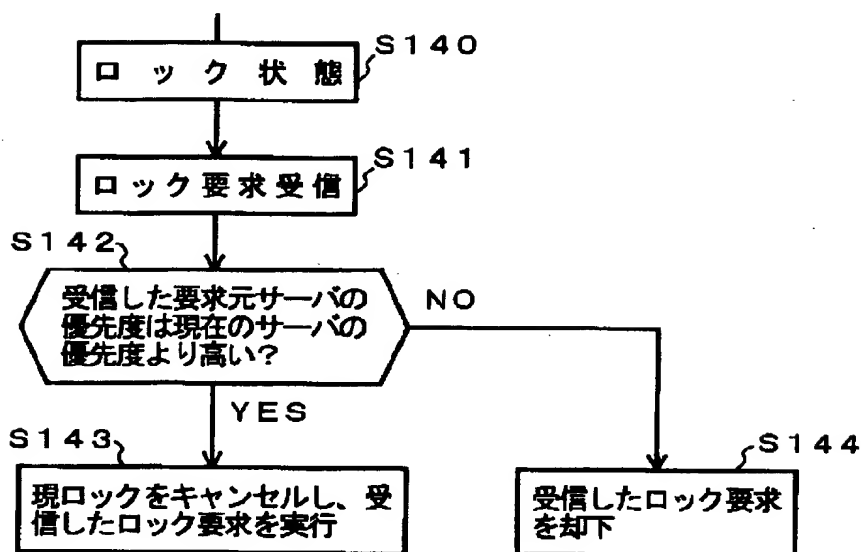 S140
ロック状態
S141
ロック要求受信
S142
受信した要求元サーバの
優先度は現在のサーバの
優先度より高い?
NO
YES
S143
現ロックをキャンセルし、受
信したロック要求を実行
S144
受信したロック要求
を却下